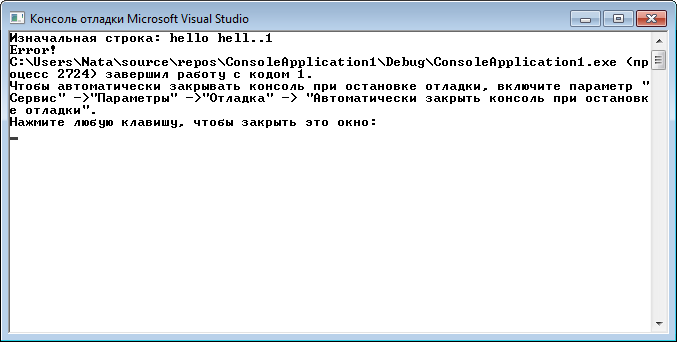 Консоль отладки Microsoft Visual Studio
Изначальная строка: hello hell..1
Error!
C:\Users\Nata\source\repos\ConsoleApplication1\Debug\ConsoleApplication1.exe (пр
оцесс 2724) завершил работу с кодом 1.
Чтобы автоматически закрывать консоль при остановке отладки, включите параметр "
Сервис" ->"Параметры" ->"Отладка" -> "Автоматически закрыть консоль при остановк
е отладки".
Нажмите любую клавишу, чтобы закрыть это окно: